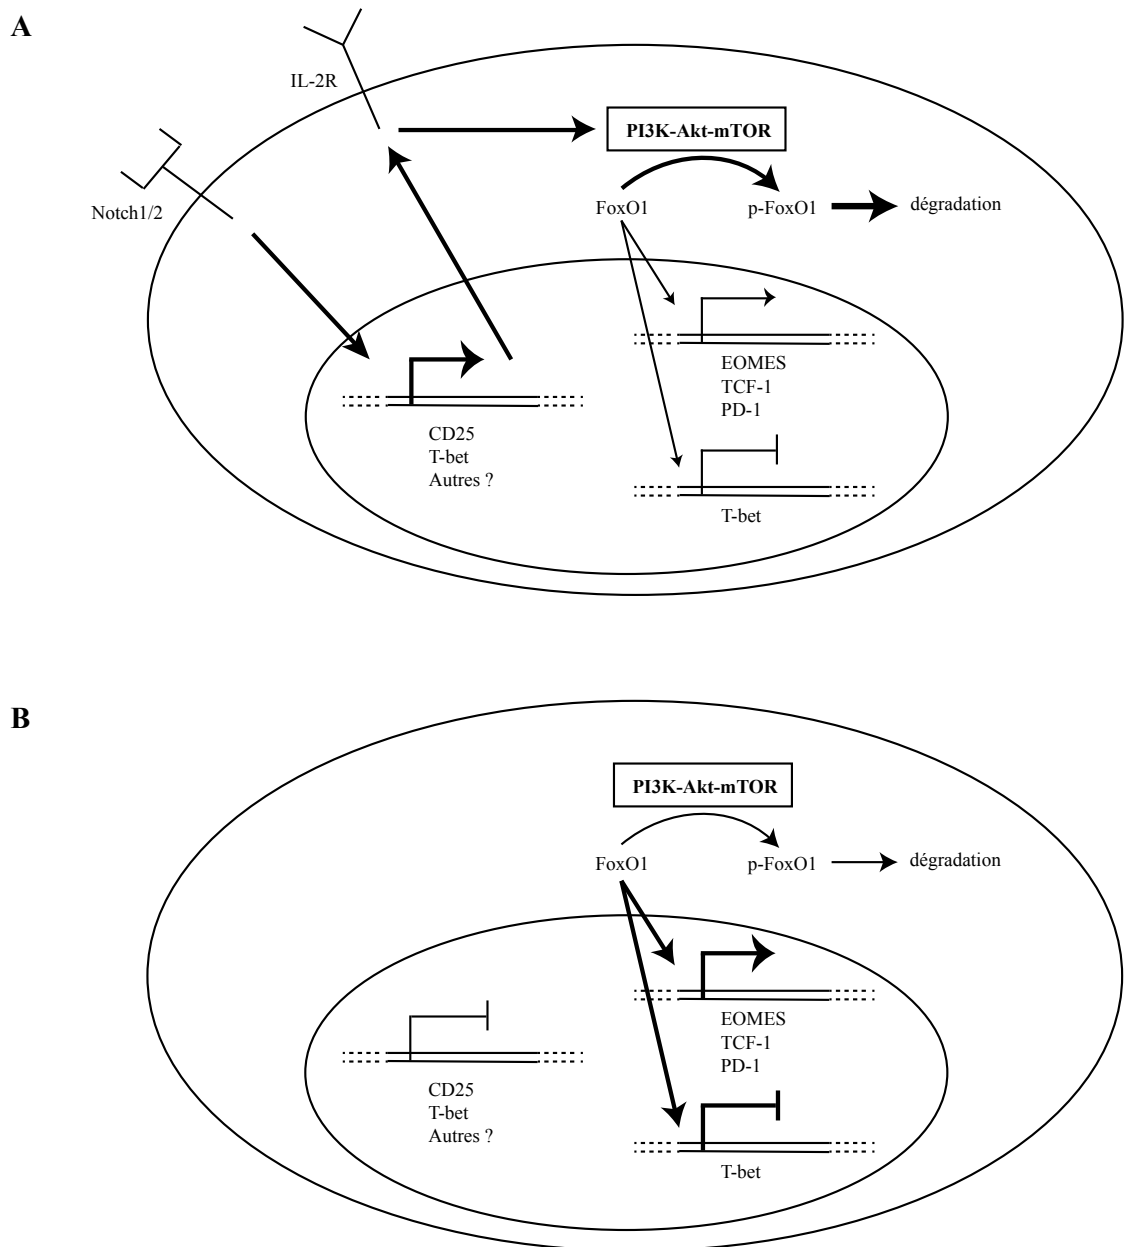 A
IL-2R
PI3K-Akt-mTOR
Notch1/2
FoxO1
p-FoxO1
dégradation
EOMES
TCF-1
PD-1
CD25
T-bet
Autres ?
T-bet
B
PI3K-Akt-mTOR
FoxO1
p-FoxO1
dégradation
EOMES
TCF-1
PD-1
CD25
T-bet
Autres ?
T-bet